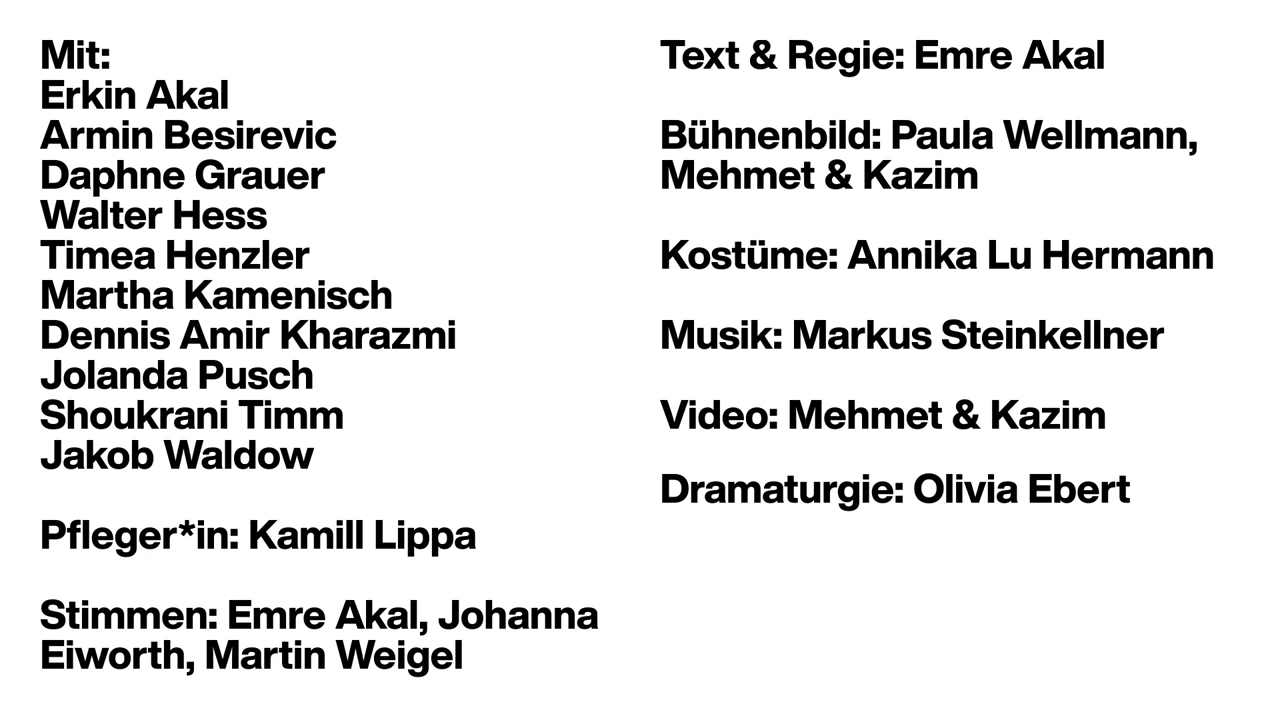 Mit:
Erkin Akal
Armin Besirevic
Daphne Grauer
Walter Hess
Timea Henzler
Martha Kamenisch
Dennis Amir Kharazmi
Jolanda Pusch
Shoukrani Timm
Jakob Waldow
Pfleger*in: Kamill Lippa
Stimmen: Emre Akal, Johanna
Eiworth, Martin Weigel
Text & Regie: Emre Akal
Bühnenbild: Paula Wellmann,
Mehmet & Kazim
Kostüme: Annika Lu Hermann
Musik: Markus Steinkellner
Video: Mehmet & Kazim
Dramaturgie: Olivia Ebert